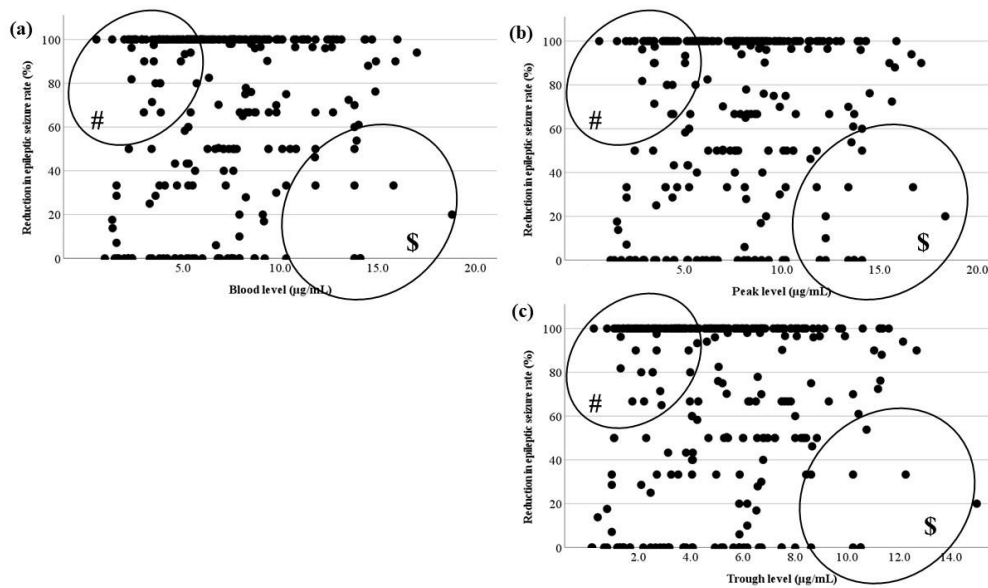 (a)
Reduction in epileptic seizure rate (%)
100
80
60
40
20
0
#
$
5.0 10.0 15.0 20.0
Blood level (µg/mL)
(b)
Reduction in epileptic seizure rate (%)
100
80
60
40
20
0
#
$
5.0 10.0 15.0 20.0
Peak level (µg/mL)
(c)
Reduction in epileptic seizure rate (%)
100
80
60
40
20
0
#
$
2.0 4.0 6.0 8.0 10.0 12.0 14.0
Trough level (µg/mL)